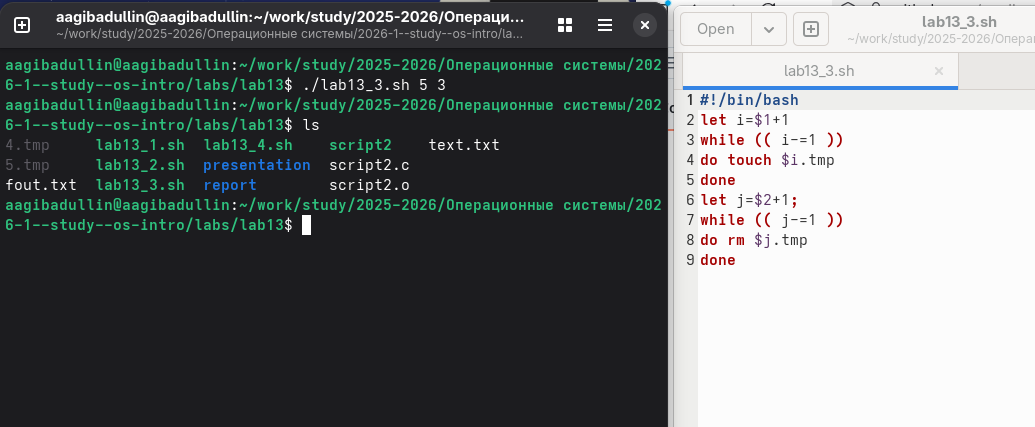 aagibadullin@aagibadullin:~/work/study/2025-2026/Операци...
~/work/study/2025-2026/Операционные системы/2026-1--study--os-intro/la...
aagibadullin@aagibadullin:~/work/study/2025-2026/Операционные системы/202
6-1--study--os-intro/labs/lab13$ ./lab13_3.sh 5 3
aagibadullin@aagibadullin:~/work/study/2025-2026/Операционные системы/202
6-1--study--os-intro/labs/lab13$ ls
4.tmp lab13_1.sh lab13_4.sh script2 text.txt
5.tmp lab13_2.sh presentation script2.c
fout.txt lab13_3.sh report script2.o
aagibadullin@aagibadullin:~/work/study/2025-2026/Операционные системы/202
6-1--study--os-intro/labs/lab13$
Open
lab13_3.sh
~/work/study/2025-2026/Опера
lab13_3.sh
1 #!/bin/bash
2 let i=$1+1
3 while (( i-=1 ))
4 do touch $i.tmp
5 done
6 let j=$2+1;
7 while (( j-=1 ))
8 do rm $j.tmp
9 done